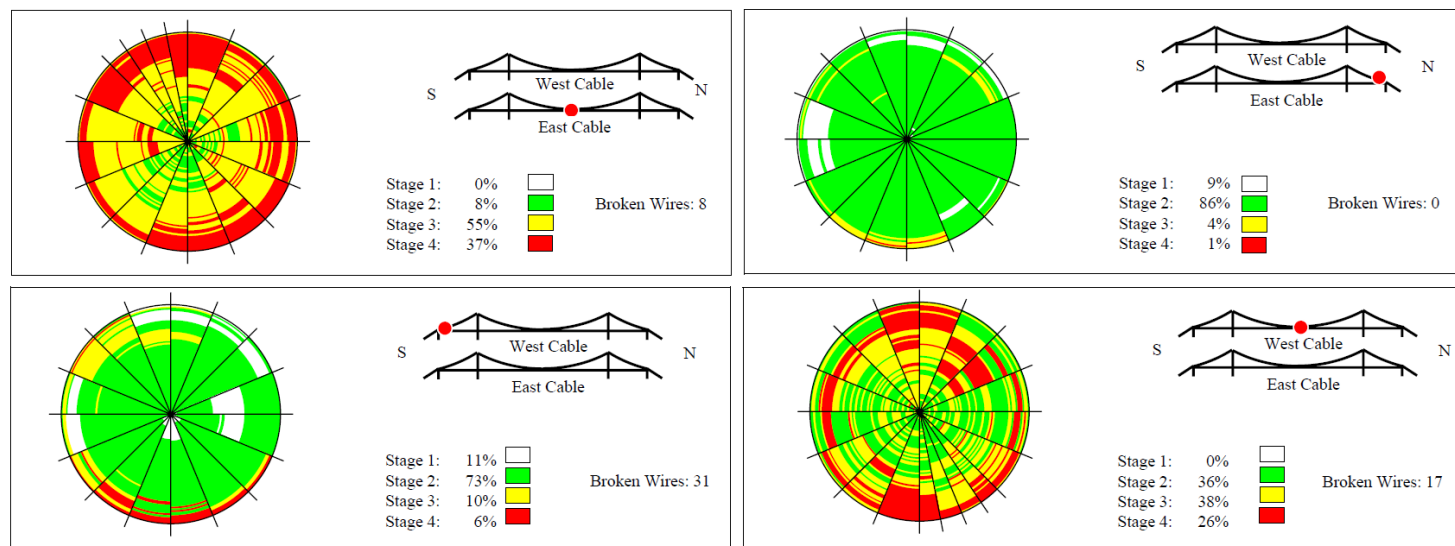 S
N
West Cable
East Cable
Stage 1: 0%
Stage 2: 8%
Stage 3: 55%
Stage 4: 37%
Broken Wires: 8
S
N
West Cable
East Cable
Stage 1: 9%
Stage 2: 86%
Stage 3: 4%
Stage 4: 1%
Broken Wires: 0
S
N
West Cable
East Cable
Stage 1: 11%
Stage 2: 73%
Stage 3: 10%
Stage 4: 6%
Broken Wires: 31
S
N
West Cable
East Cable
Stage 1: 0%
Stage 2: 36%
Stage 3: 38%
Stage 4: 26%
Broken Wires: 17